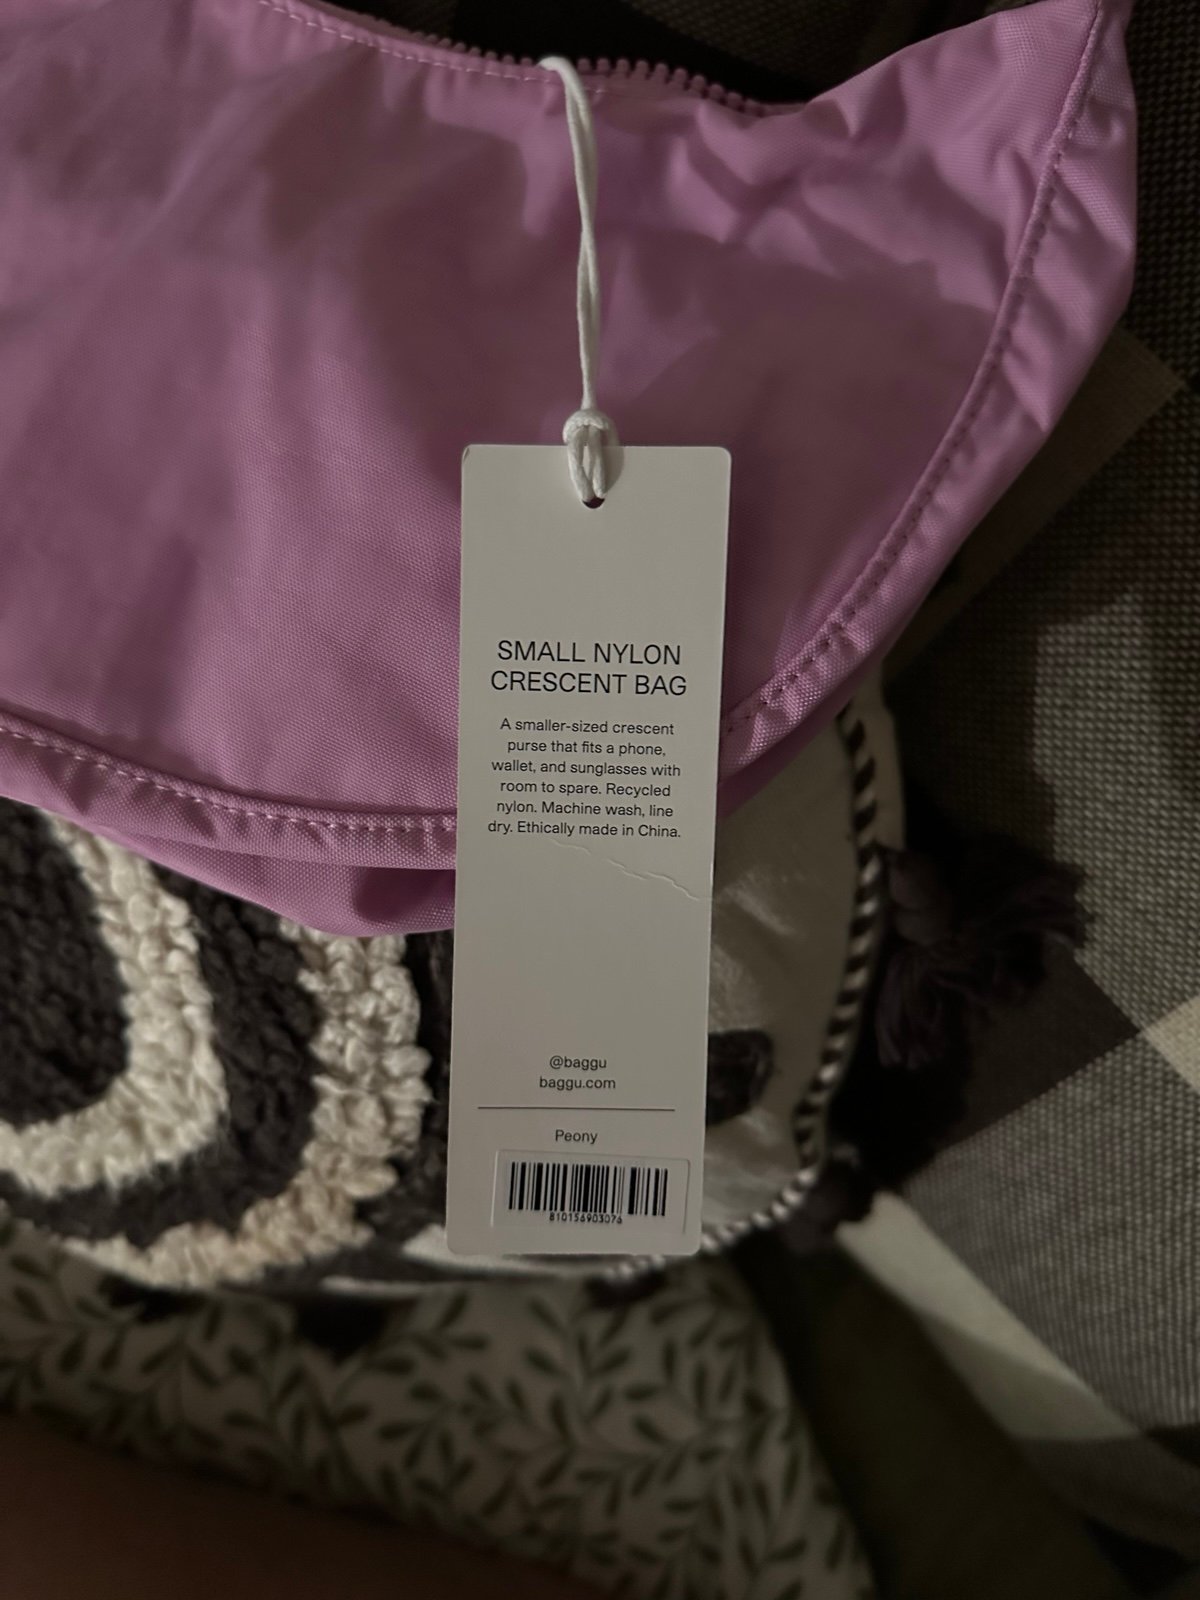 SMALL NYLON
CRESCENT BAG
A smaller-sized crescent
purse that fits a phone,
wallet, and sunglasses with
room to spare. Recycled
nylon. Machine wash, line
dry. Ethically made in China.
@baggu
baggu.com
Peony
810156903076